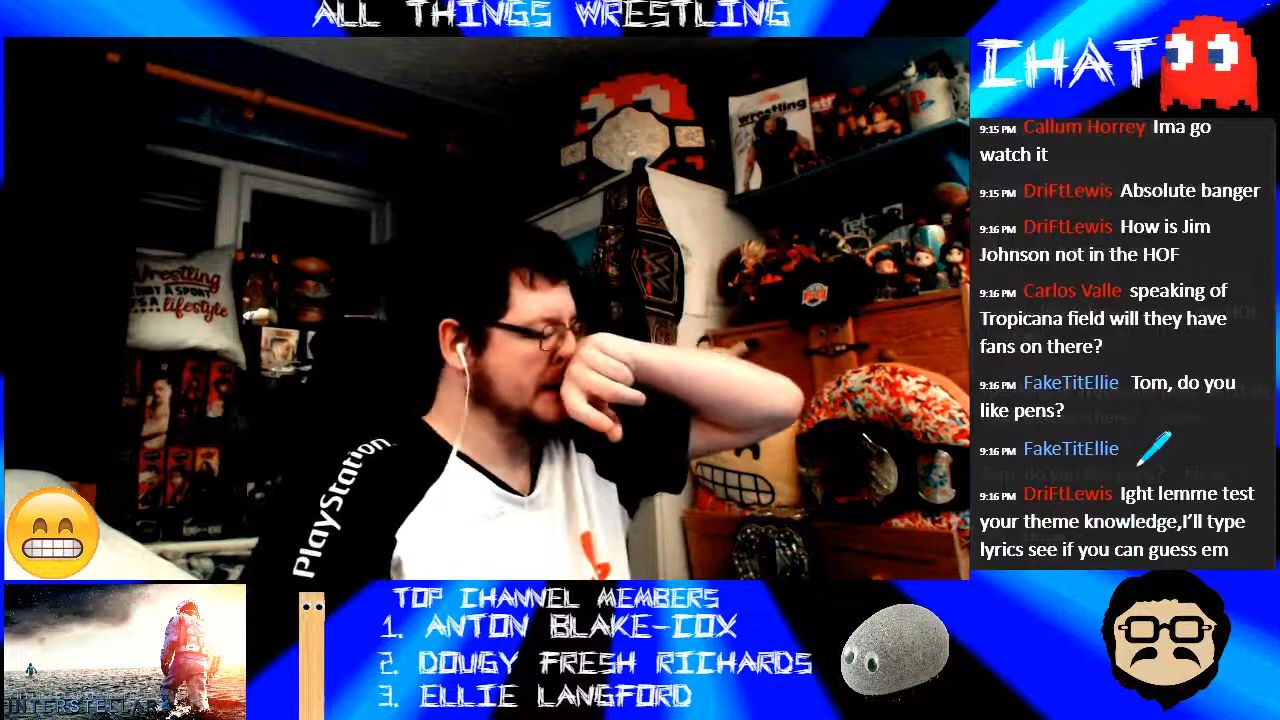 ALL THINGS WRESTLING
CHAT
wrestling
Wrestling
lifestyle
PlayStation
9:15 PM Callum Horrey Ima go
watch it
9:15 PM DriFtLewis Absolute banger
9:16 PM DriFtLewis How is Jim
Johnson not in the HOF
9:16 PM Carlos Valle speaking of
Tropicana field will they have
fans on there?
9:16 PM FakeTitEllie Tom, do you
like pens?
9:16 PM FakeTitEllie
9:16 PM DriFtLewis Ight lemme test
your theme knowledge,I'll type
lyrics see if you can guess em
TOP CHANNEL MEMBERS
1. ANTON BLAKE-COX
2. DOUGY FRESH RICHARDS
3. ELLIE LANGFORD
INTERSTELLAR